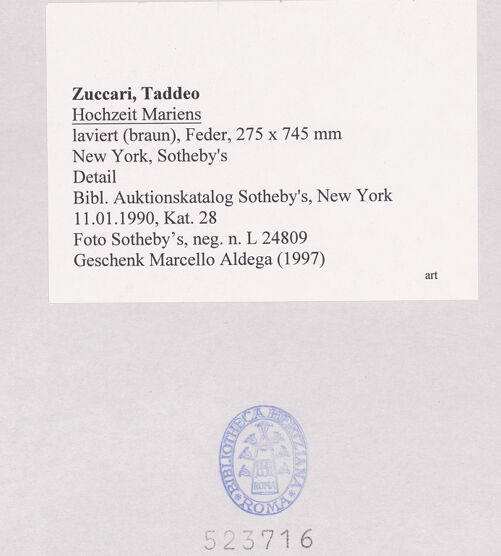 Zuccari, Taddeo
Hochzeit Mariens
laviert (braun), Feder, 275 x 745 mm
New York, Sotheby's
Detail
Bibl. Auktionskatalog Sotheby's, New York
11.01.1990, Kat. 28
Foto Sotheby’s, neg. n. L 24809
Geschenk Marcello Aldega (1997)
art
BIBLIOTHECA HERTZIANA
ROMA
ROMA
523716